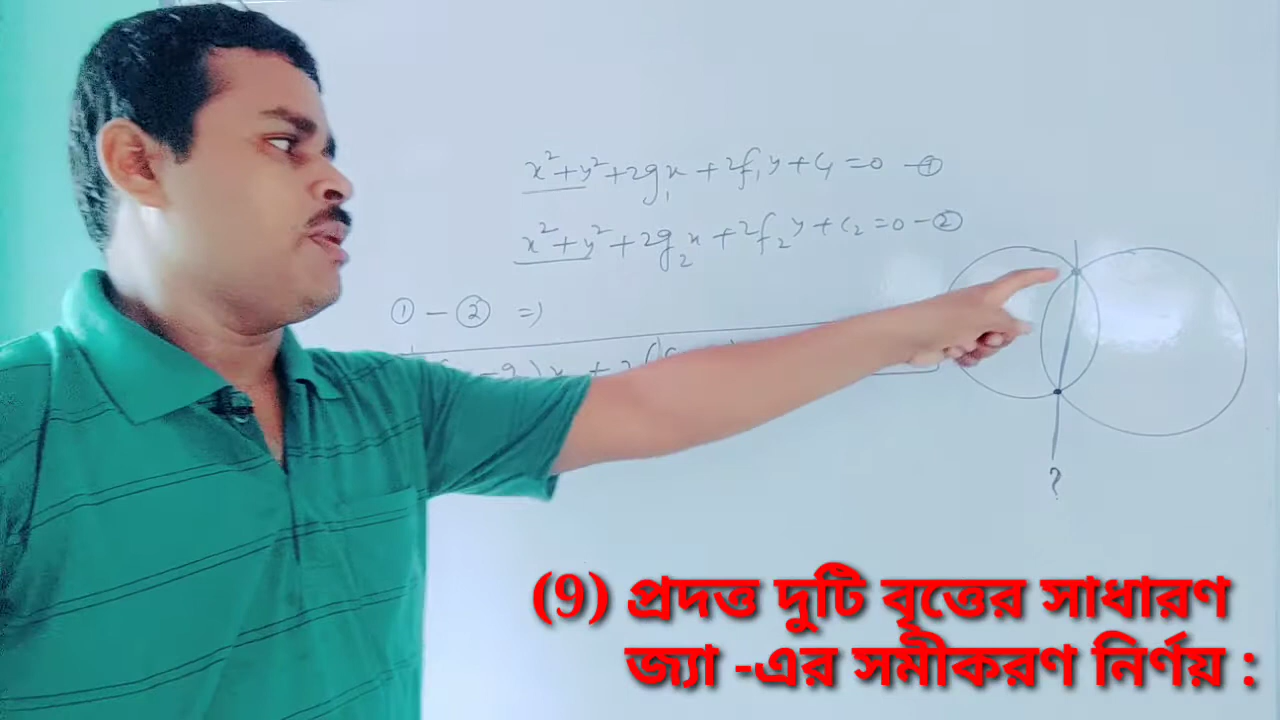 x²+y²+2g₁x+2f₁y+c₁=0 —①
x²+y²+2g₂x+2f₂y+c₂=0 —②
① — ② ⇒
)x + 2(
?
(9) প্রদত্ত দুটি বৃত্তের সাধারণ
জ্যা -এর সমীকরণ নির্ণয় :